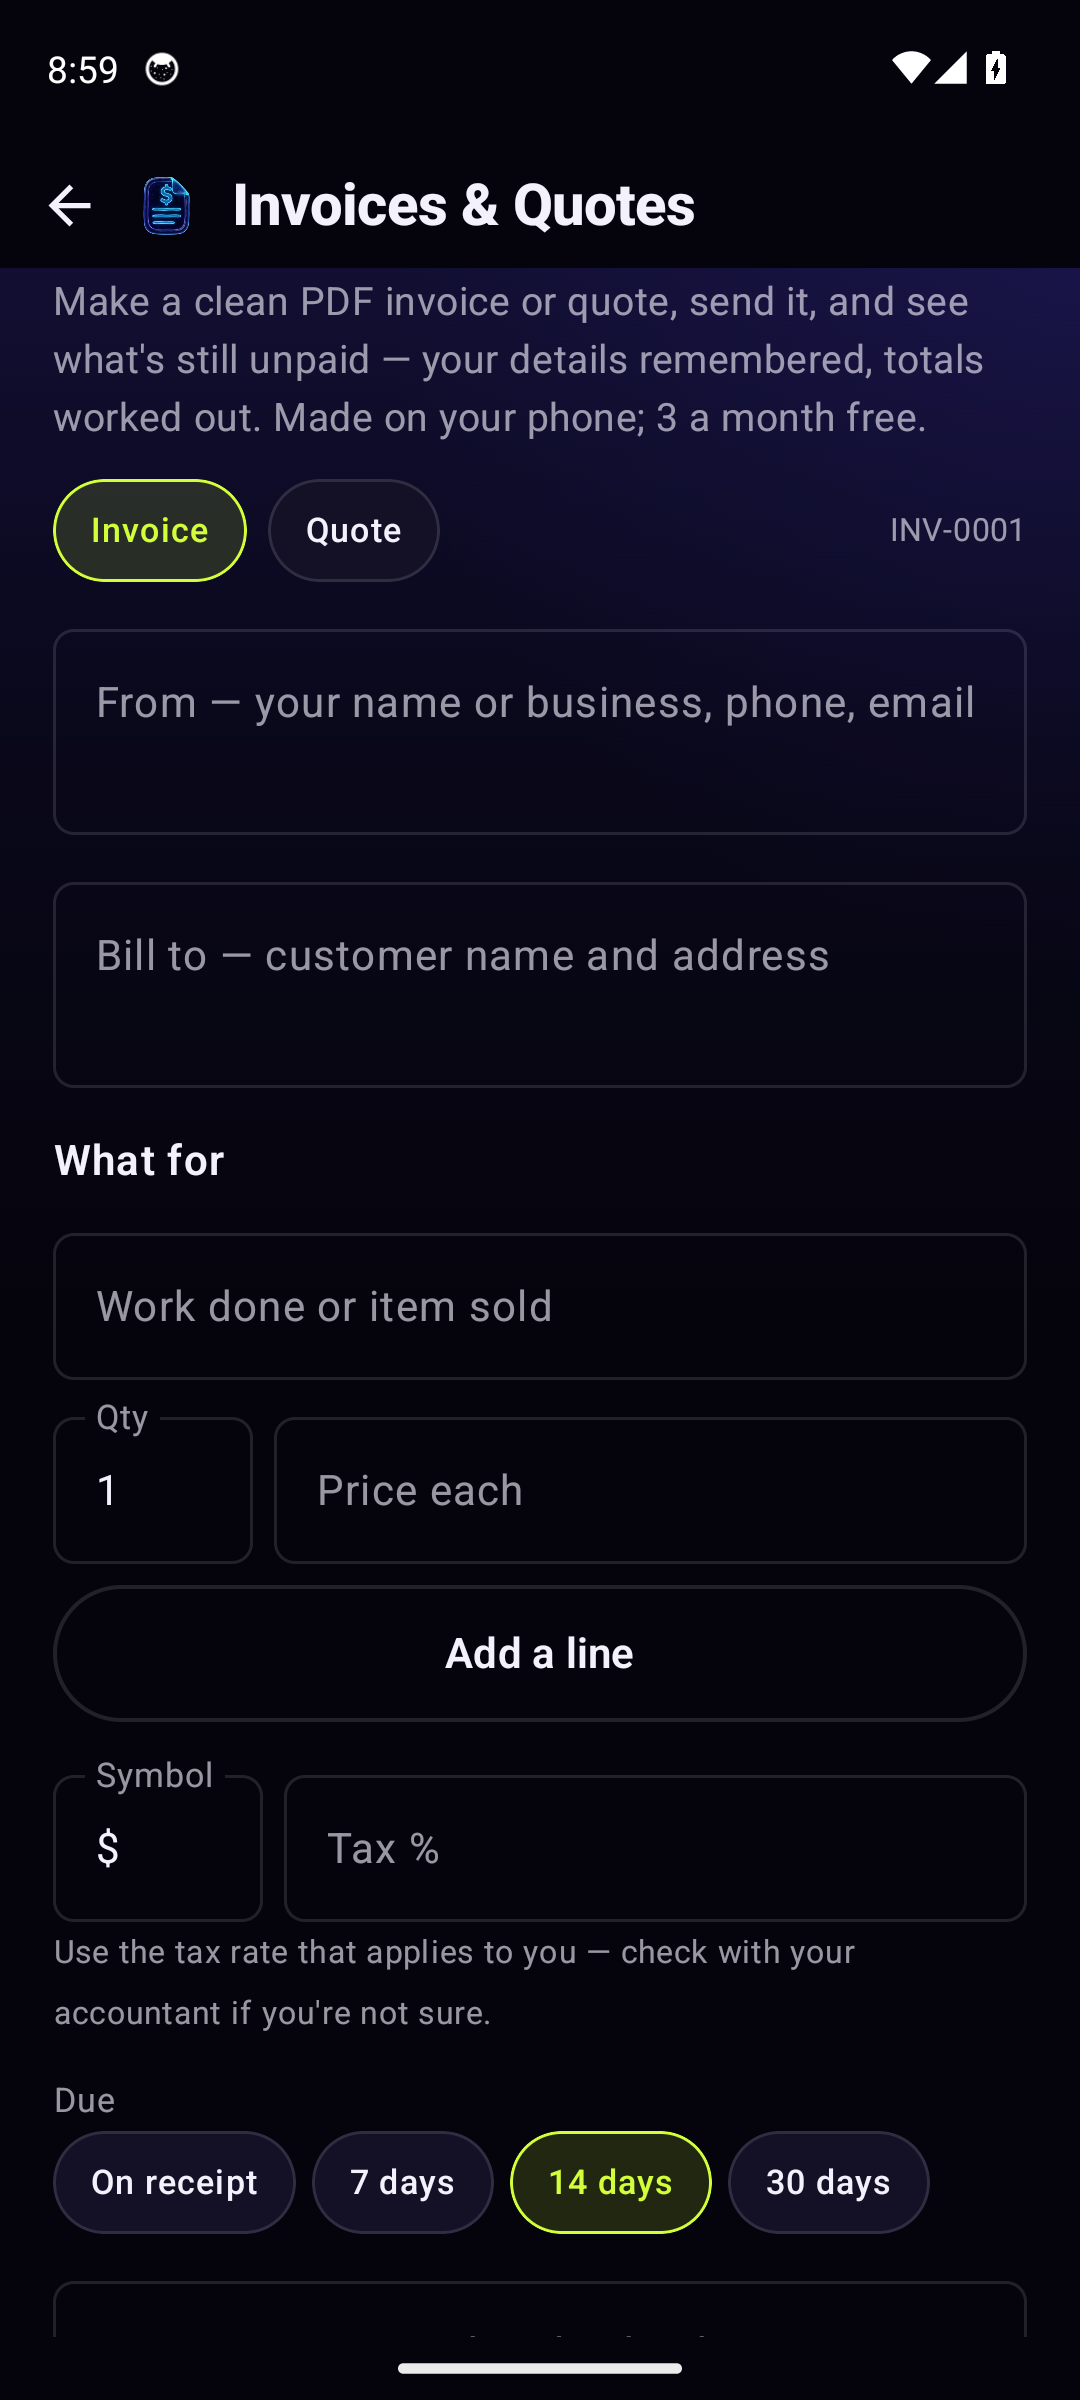 8:59
Invoices & Quotes
Make a clean PDF invoice or quote, send it, and see
what's still unpaid — your details remembered, totals
worked out. Made on your phone; 3 a month free.
Invoice
Quote
INV-0001
From — your name or business, phone, email
Bill to — customer name and address
What for
Work done or item sold
Qty
1
Price each
Add a line
Symbol
$
Tax %
Use the tax rate that applies to you — check with your
accountant if you're not sure.
Due
On receipt
7 days
14 days
30 days